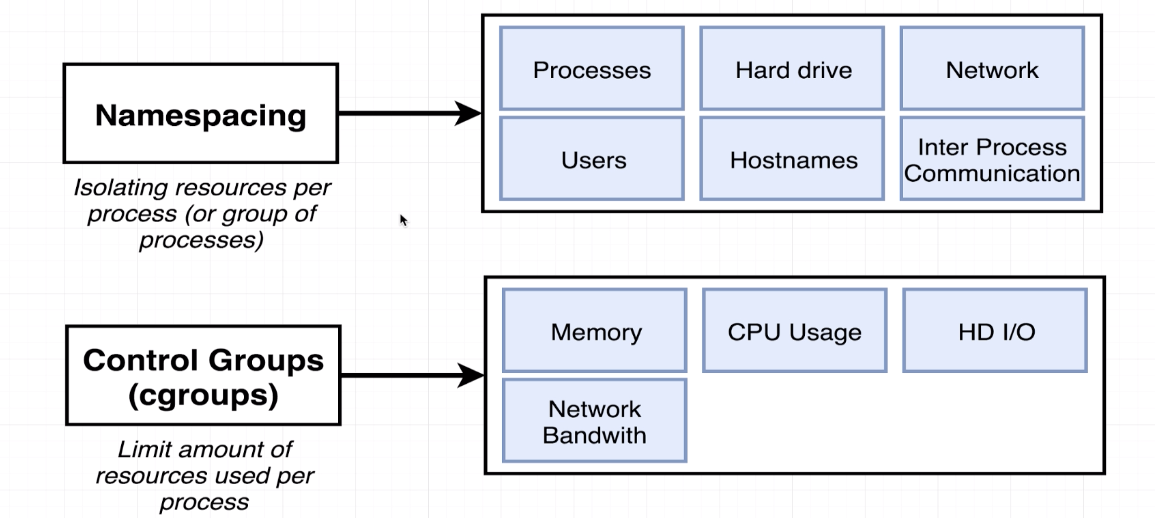 Namespacing
Isolating resources per
process (or group of
processes)
Processes
Hard drive
Network
Users
Hostnames
Inter Process
Communication
Control Groups
(cgroups)
Limit amount of
resources used per
process
Memory
CPU Usage
HD I/O
Network
Bandwith